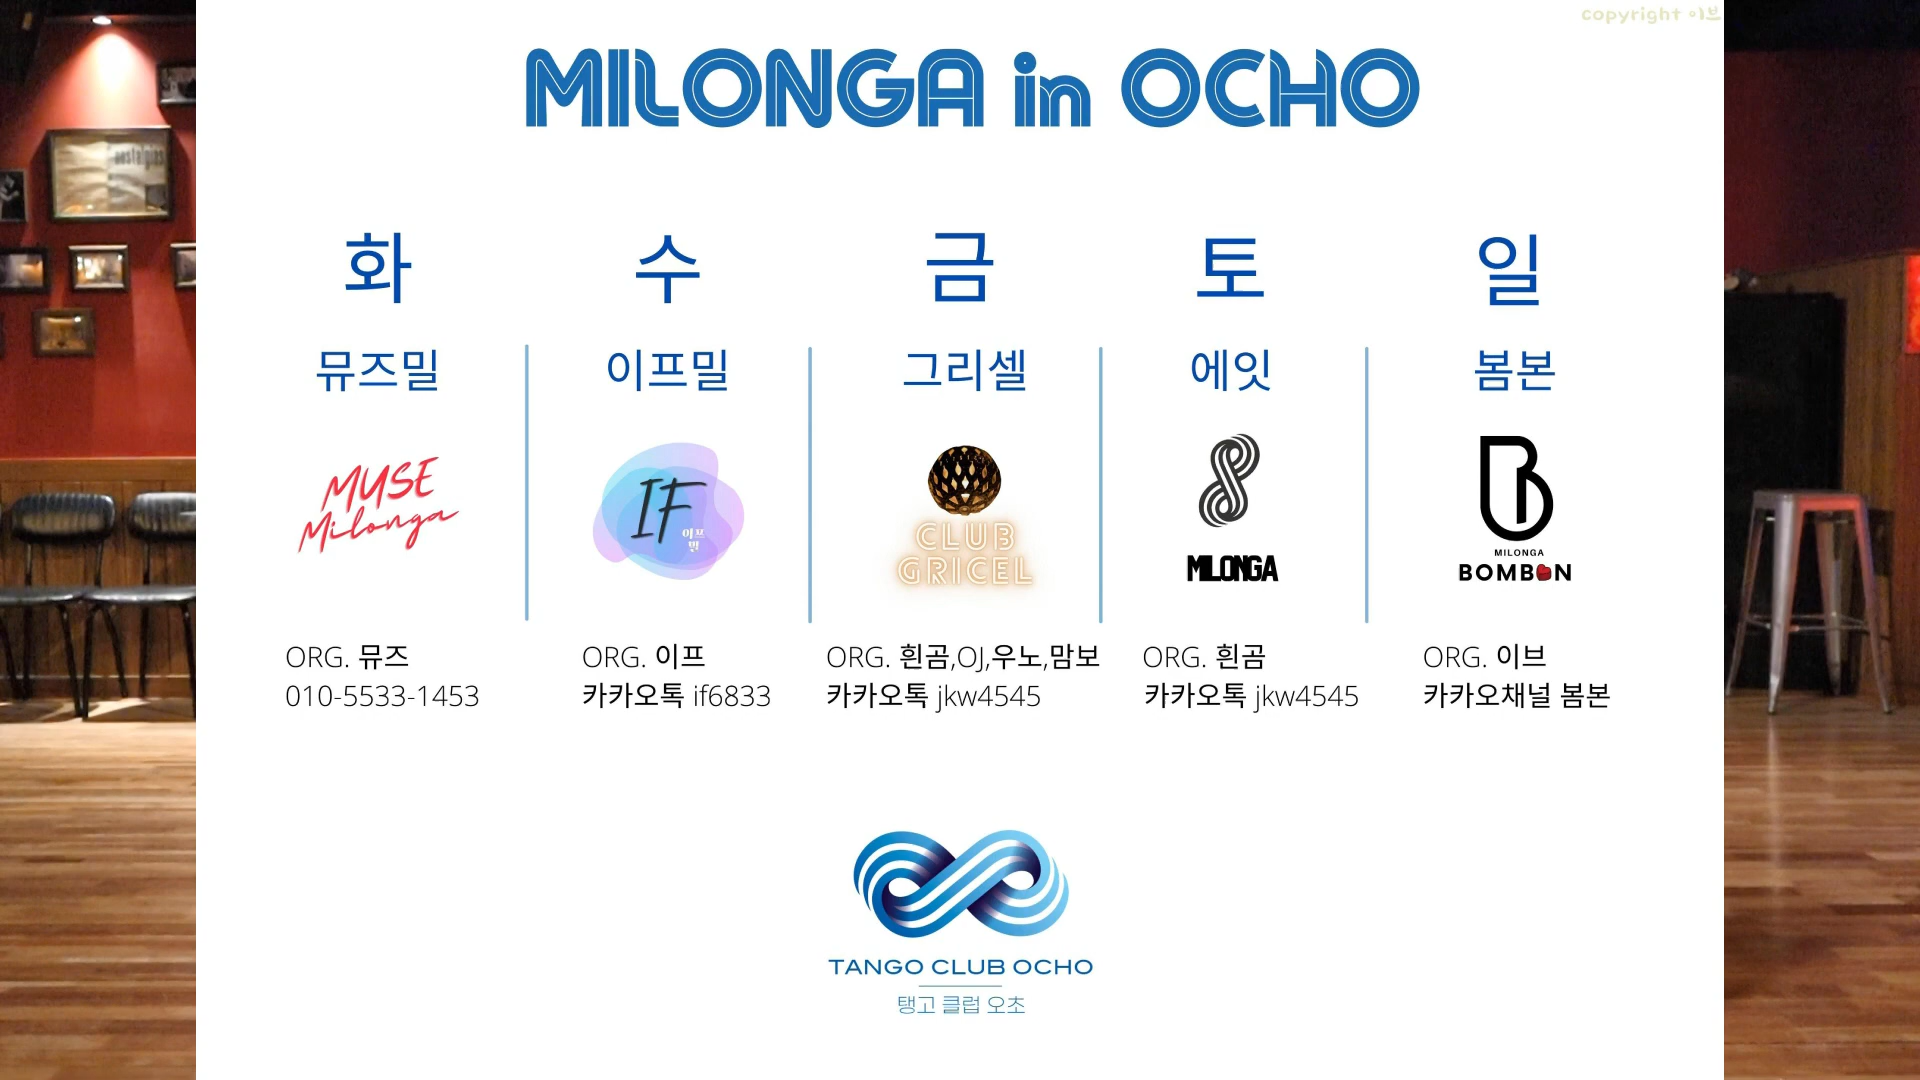 copyright 이브
MILONGA in OCHO
화 수 금 토 일
뮤즈밀 이프밀 그리셀 에잇 봄본
MUSE
Milonga
IF
이프
밀
CLUB
GRICEL
8
MILONGA
B
MILONGA
BOMBON
ORG. 뮤즈
010-5533-1453
ORG. 이프
카카오톡 if6833
ORG. 흰곰,OJ,우노,맘보
카카오톡 jkw4545
ORG. 흰곰
카카오톡 jkw4545
ORG. 이브
카카오채널 봄본
TANGO CLUB OCHO
탱고 클럽 오초
nostalgias